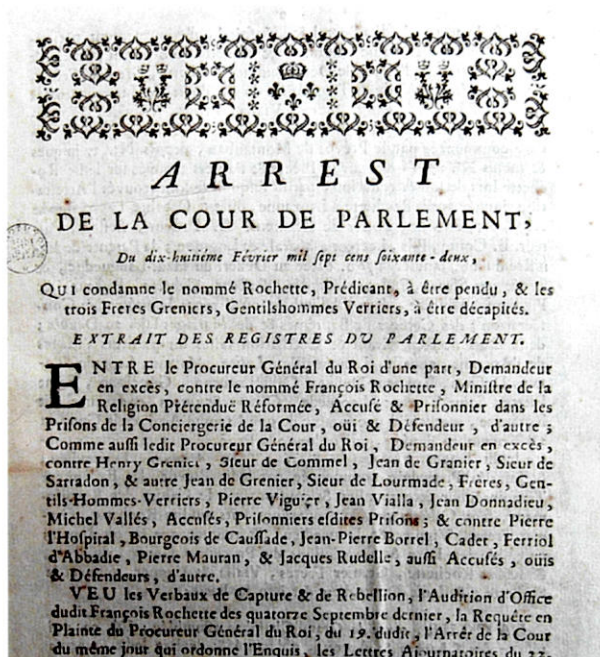 ARREST
DE LA COUR DE PARLEMENT,
Du dix-huitiéme Février mil ſept cens ſoixante-deux,
QUI condamne le nommé Rochette, Prédicant, à être pendu, & les
trois Freres Greniers, Gentilshommes Verriers, à être décapités.
EXTRAIT DES REGISTRES DU PARLEMENT.
ENTRE le Procureur Général du Roi d'une part, Demandeur
en excès, contre le nommé François Rochette, Miniſtre de la
Religion Prétenduë Réformée, Accuſé & Priſonnier dans les
Priſons de la Conciergerie de la Cour, oüi & Défendeur, d'autre;
Comme auſſi ledit Procureur Général du Roi, Demandeur en excès,
contre Henry Grenier, Sieur de Commel, Jean de Granier, Sieur de
Sarradon, & autre Jean de Grenier, Sieur de Lourmade, Freres, Gen-
tils-Hommes-Verriers, Pierre Viguier, Jean Vialla, Jean Donnadieu,
Michel Vallés, Accuſés, Priſonniers eſdites Priſons; & contre Pierre
l'Hoſpital, Bourgeois de Cauſſade, Jean-Pierre Borrel, Cadet, Ferriol
d'Abbadie, Pierre Mauran, & Jacques Rudelle, auſſi Accuſés, oüis
& Défendeurs, d'autre.
VEU les Verbaux de Capture & de Rebellion, l'Audition d'Office
dudit François Rochette des quatorze Septembre dernier, la Requête en
Plainte du Procureur Général du Roi, du 19. dudit, l'Arrêt de la Cour
du même jour qui ordonne l'Enquis, les Lettres Ajournatoires du 22.